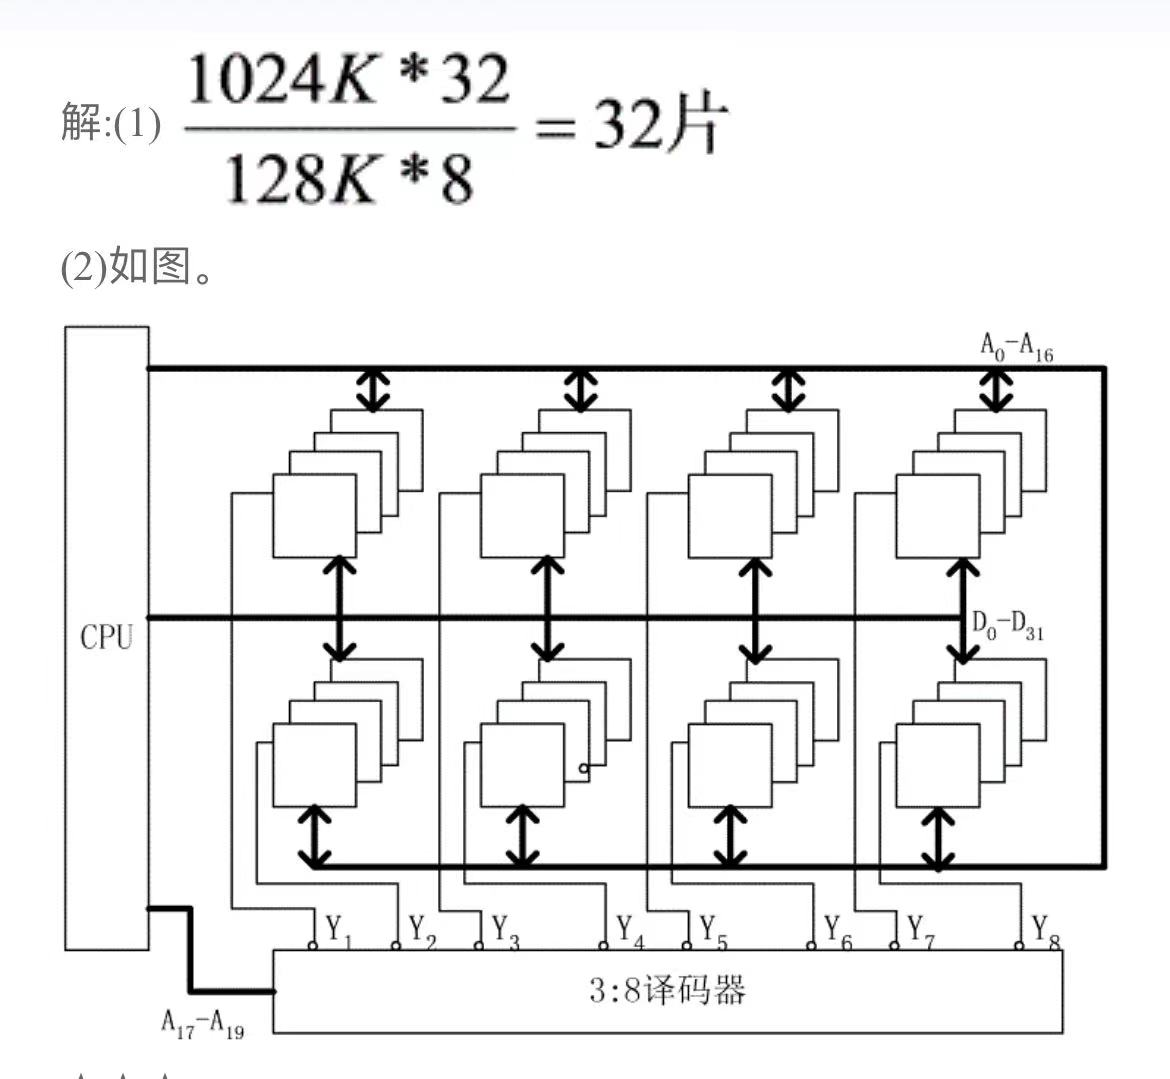 解:(1) 1024K * 32
128K * 8
= 32片
(2)如图。
A0-A16
CPU
D0-D31
Y1 Y2 Y3 Y4 Y5 Y6 Y7 Y8
3:8译码器
A17-A19